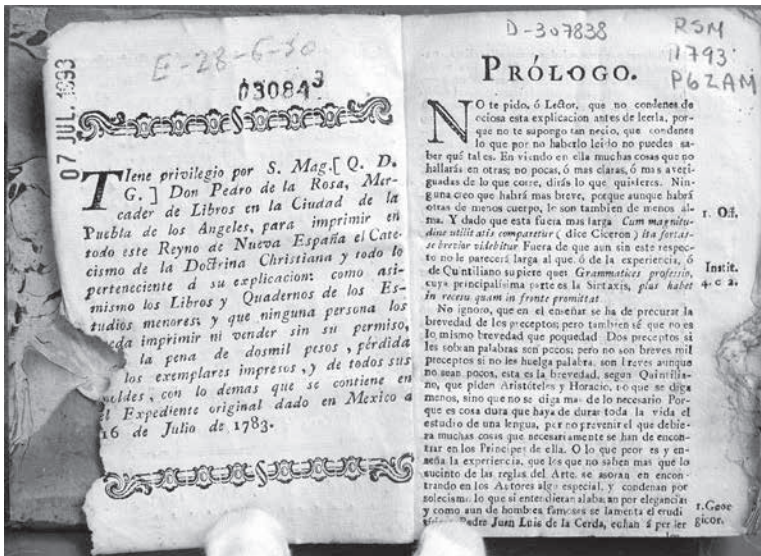 07 JUL. 1993
E-28-6-30
030843
TIene privilegio por S. Mag.[ Q. D.
G. ] Don Pedro de la Rosa, Mer-
cader de Libros en la Ciudad de la
Puebla de los Angeles, para imprimir en
todo este Reyno de Nueva España el Cate-
cismo de la Doctrina Christiana y todo lo
perteneciente á su explicacion: como asi-
mismo los Libros y Quadernos de los Es-
tudios menores; y que ninguna persona los
eda imprimir ni vender sin su permiso,
la pena de dosmil pesos, pérdida
los exemplares impresos, y de todos sus
oldes, con lo demas que se contiene en
l Expediente original dado en Mexico a
16 de Julio de 1783.
D-307838
RSM
1793
P6ZAM
PRÓLOGO.
NO te pido, ó Lector, que no condenes de
ociosa esta explicacion antes de leerla, por-
que no te supongo tan necio, que condenes
lo que por no haberlo leido no puedes sa-
ber qué tal es. En viendo en ella muchas cosas que no
hallarás en otras; no pocas, ó mas claras, ó mas averi-
guadas de lo que corre, dirás lo que quisieres. Nin-
guna creo que habrá mas breve, porque aunque habrá
otras de menos cuerpo, le son tambien de menos al-
ma. Y dado que esta fuera mas larga Cum magnitu-
dine utilitatis comparetur ( dice Ciceron ) ita fortas-
se brevior videbitur Fuera de que aun sin este respec-
to no le parecerá larga al que, ó de la experiencia, ó
de Quintiliano supiere que: Grammatices professio,
cuya principalísima parte es la Sintaxis, plus habet
in recesu quam in fronte promittat.
No ignoro, que en el enseñar se ha de procurar la
brevedad de los preceptos; pero tambien sé que no es
lo mismo brevedad que poquedad Dos preceptos si
les sobran palabras son pocos; pero no son breves mil
preceptos si no les huelga palabra, son breves aunque
no sean pocos, esta es la brevedad, segun Quintilia-
no, que piden Aristóteles y Horacio, no que se diga
menos, sino que no se diga mas de lo necesario Por-
que es cosa dura que haya de durar toda la vida el
estudio de una lengua, por no prevenir el que debie-
ra muchas cosas que necesariamente se han de encon-
trar en los Principes de ella. O lo que peor es y en-
seña la experiencia, que los que no saben mas que lo
sucinto de las reglas del Arte, se asoran en encon-
trando en los Autores algo especial, y condenan por
solecismo lo que si entendieran alabaran por elegancias
y como aun de hombres famosos se lamenta el erudi
Padre Juan Luis de la Cerda, echan á perder
1. Off.
Instit.
4. c 2.
1.Geor
gicor.